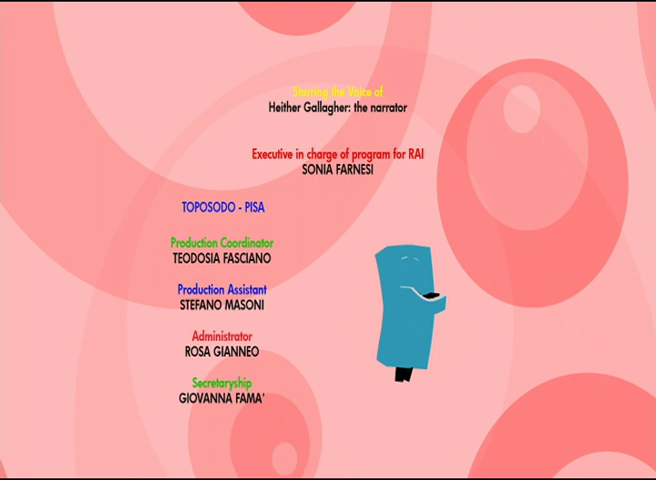 Starring the Voice of
Heither Gallagher: the narrator
Executive in charge of program for RAI
SONIA FARNESI
TOPOSODO - PISA
Production Coordinator
TEODOSIA FASCIANO
Production Assistant
STEFANO MASONI
Administrator
ROSA GIANNEO
Secretaryship
GIOVANNA FAMA'